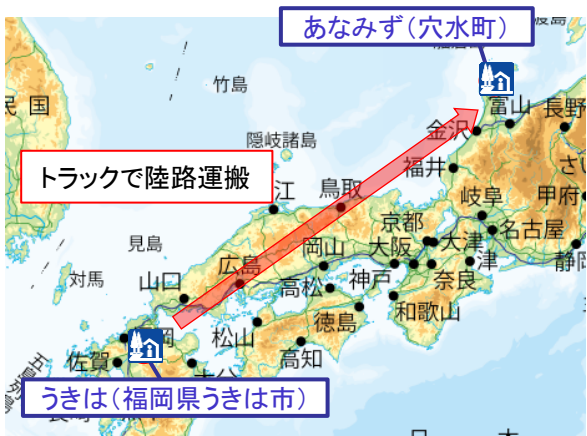 あなみず(穴水町)
竹島
民国
富山
長野
金沢
隠岐諸島
福井
トラックで陸路運搬
江
鳥取
岐阜
甲府
京都
名古屋
見島
岡山
大阪
大津
静岡
広島
対馬
山口
神戸
奈良
津
高松
和歌山
徳島
松山
佐賀
高知
うきは(福岡県うきは市)